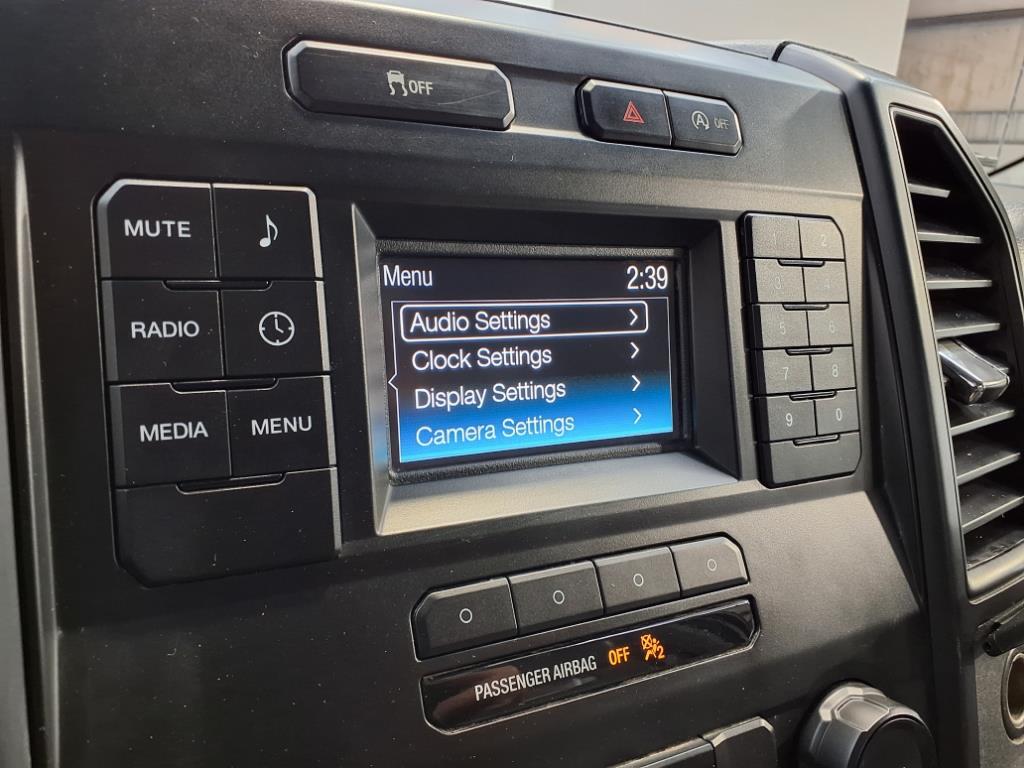 OFF
A OFF
MUTE
RADIO
MEDIA MENU
Menu 2:39
Audio Settings >
Clock Settings >
Display Settings >
Camera Settings >
1 2
3 4
5 6
7 8
9 0
PASSENGER AIRBAG OFF 2